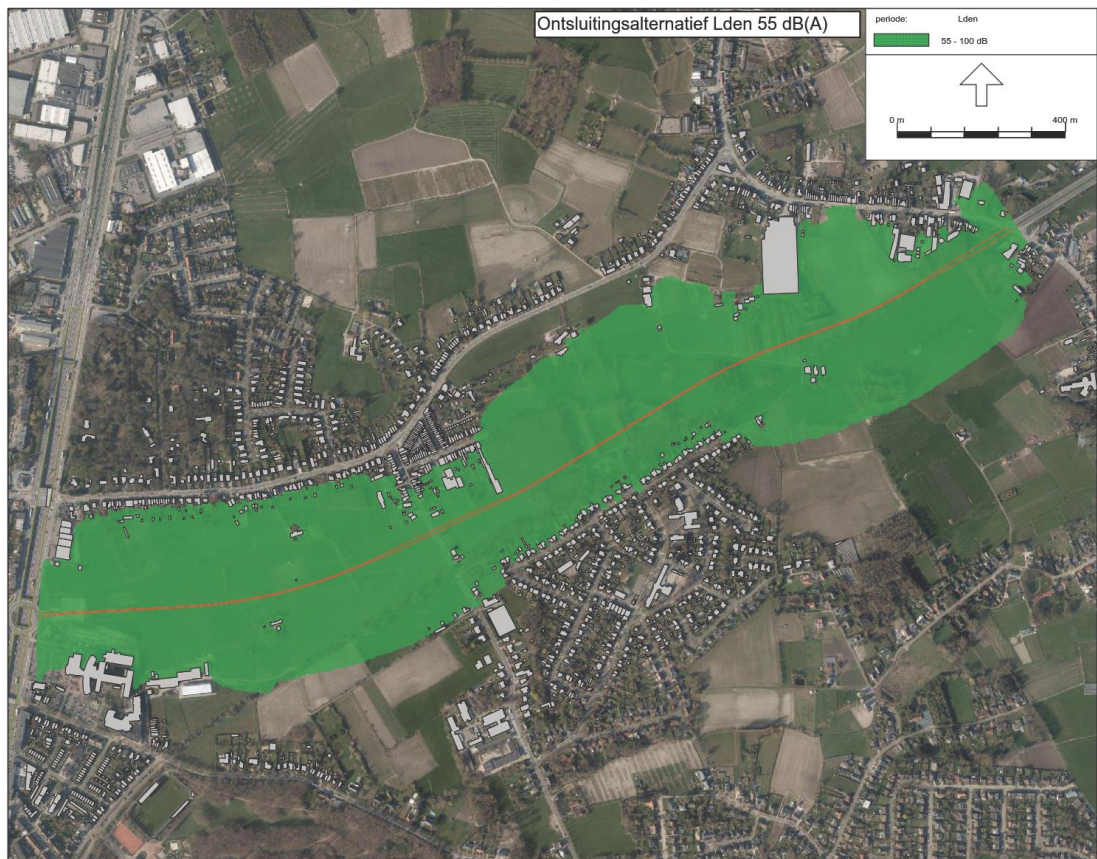 Ontsluitingsalternatief Lden 55 dB(A)
periode: Lden
55 - 100 dB
0 m 400 m